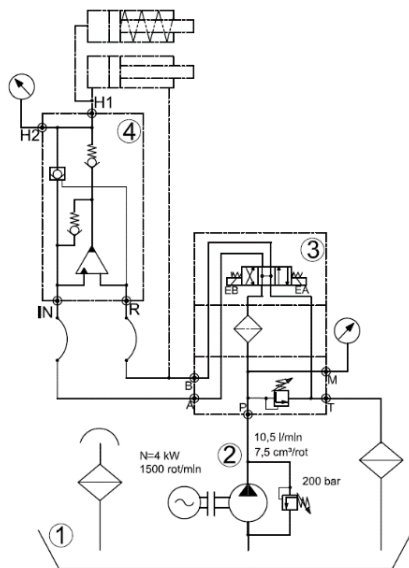 H1
H2
4
3
IN
R
EB
EA
B
M
A
P
T
10,5 l/min
7,5 cm³/rot
N=4 kW
1500 rot/min
2
200 bar
1